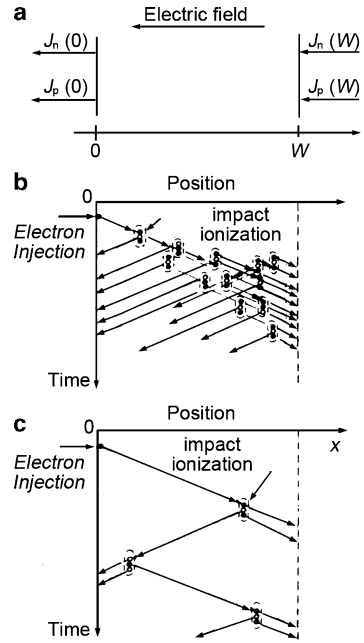 a
Electric field
Jn (0)
Jn (W)
Jp (0)
Jp (W)
0
W
b
0
Position
Electron
Injection
impact
ionization
Time
c
0
Position
x
Electron
Injection
impact
ionization
Time